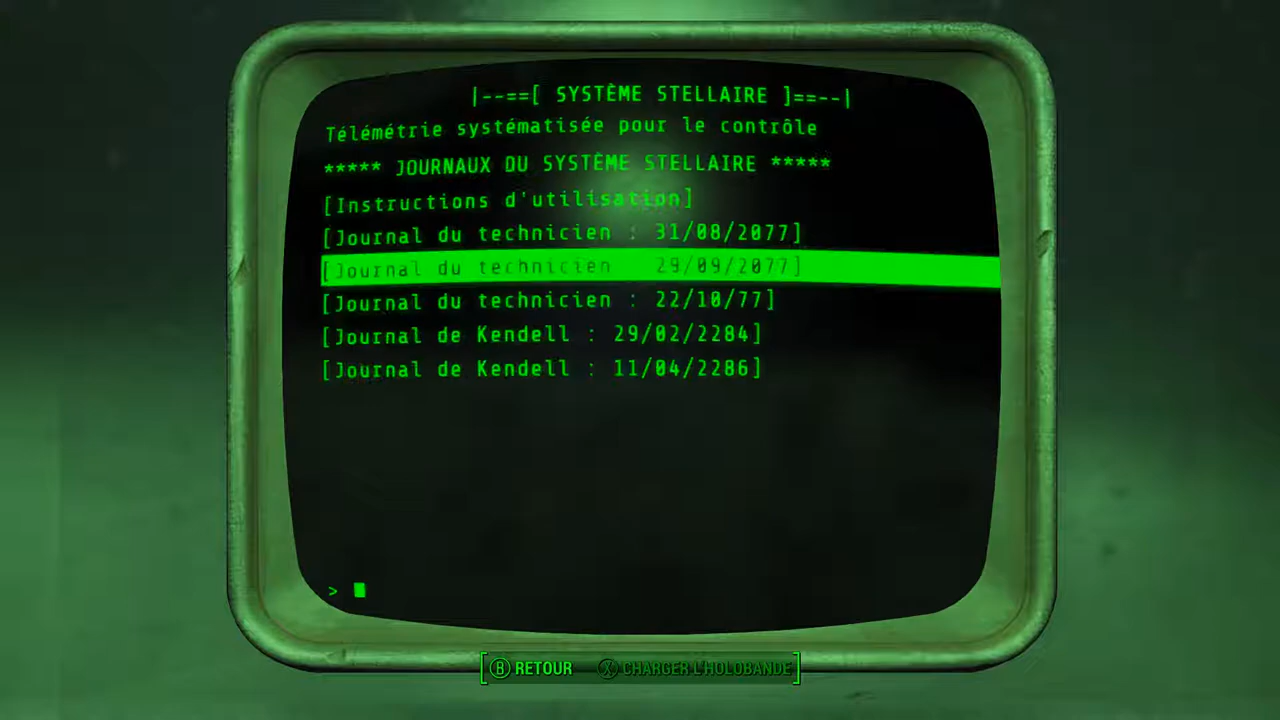 |--==[ SYSTÈME STELLAIRE ]==--|
Télémétrie systématisée pour le contrôle
***** JOURNAUX DU SYSTÈME STELLAIRE *****
[Instructions d'utilisation]
[Journal du technicien : 31/08/2077]
[Journal du technicien : 29/09/2077]
[Journal du technicien : 22/10/77]
[Journal de Kendell : 29/02/2284]
[Journal de Kendell : 11/04/2286]
>
B RETOUR X CHARGER L'HOLOBANDE